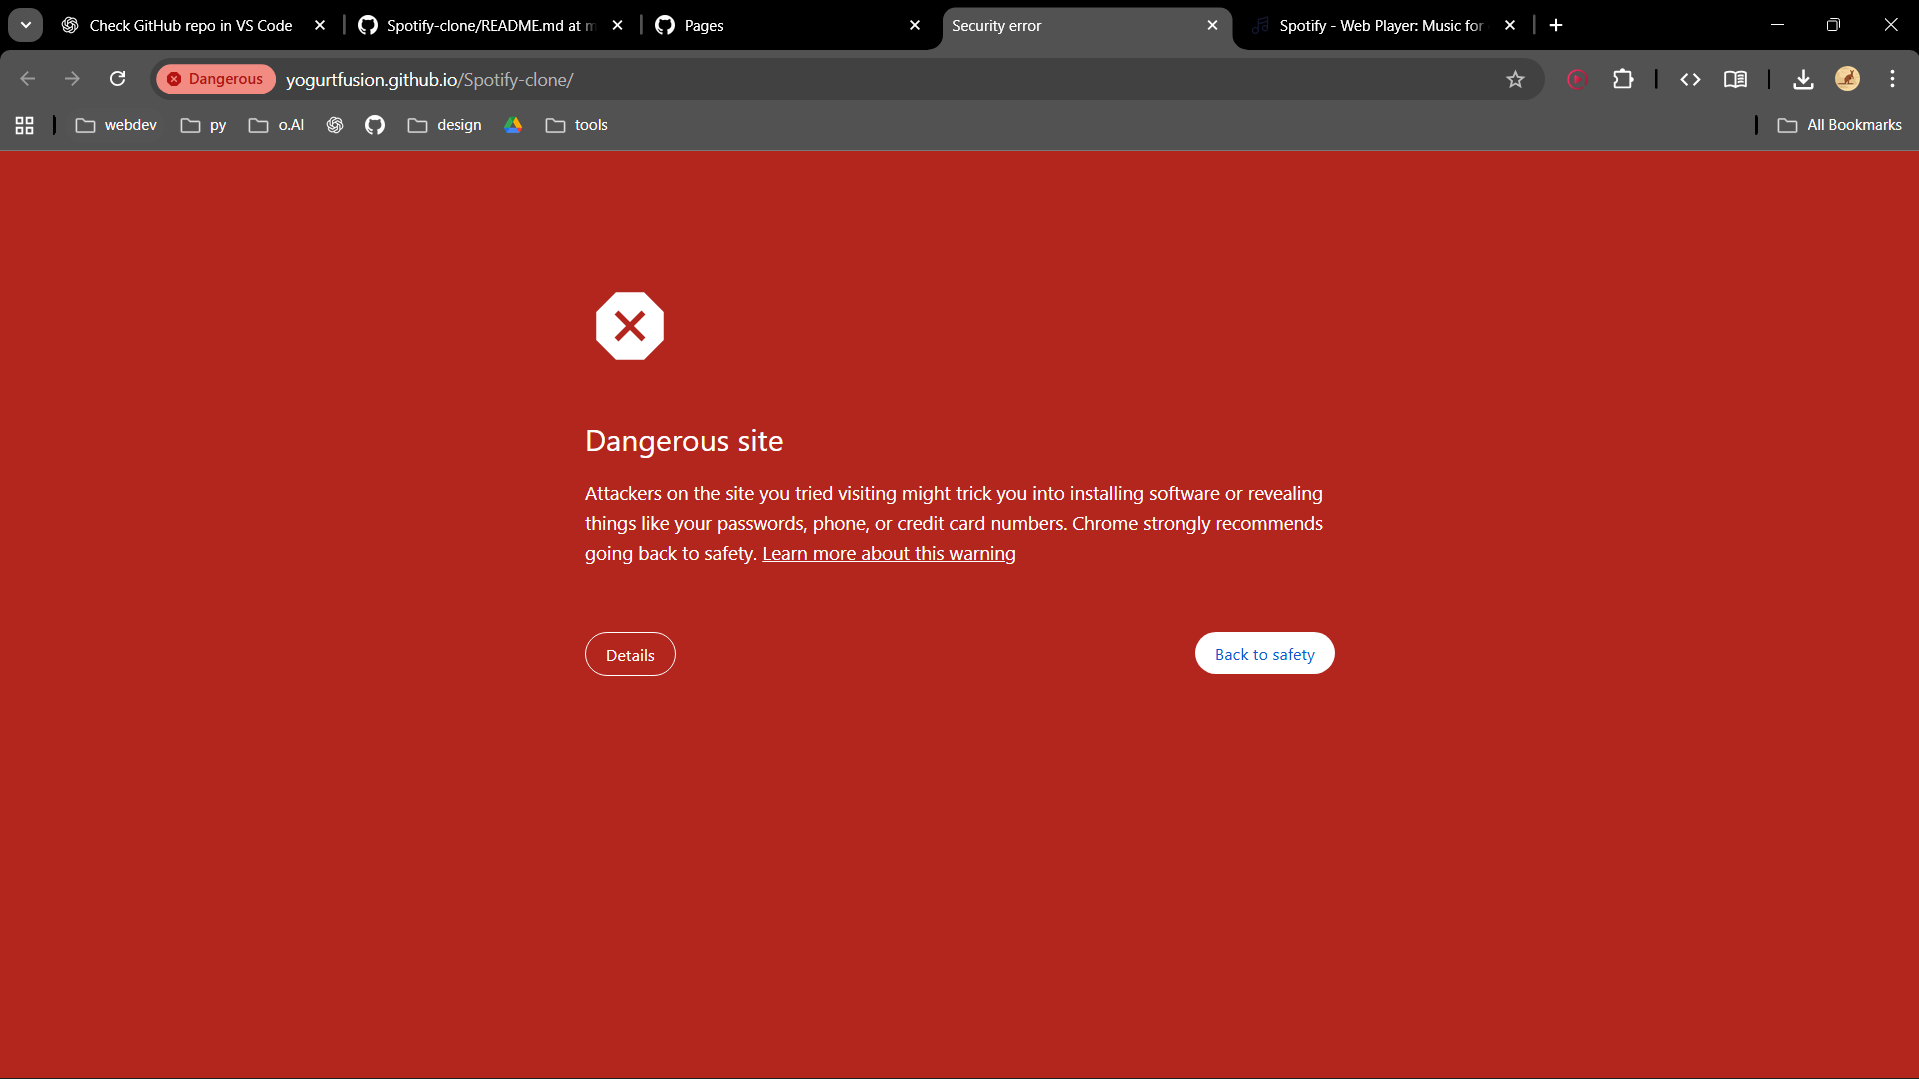 Check GitHub repo in VS Code
Spotify-clone/README.md at m
Pages
Security error
Spotify - Web Player: Music for
Dangerous
yogurtfusion.github.io/Spotify-clone/
webdev
py
o.AI
design
tools
All Bookmarks
Dangerous site
Attackers on the site you tried visiting might trick you into installing software or revealing
things like your passwords, phone, or credit card numbers. Chrome strongly recommends
going back to safety. Learn more about this warning
Details
Back to safety